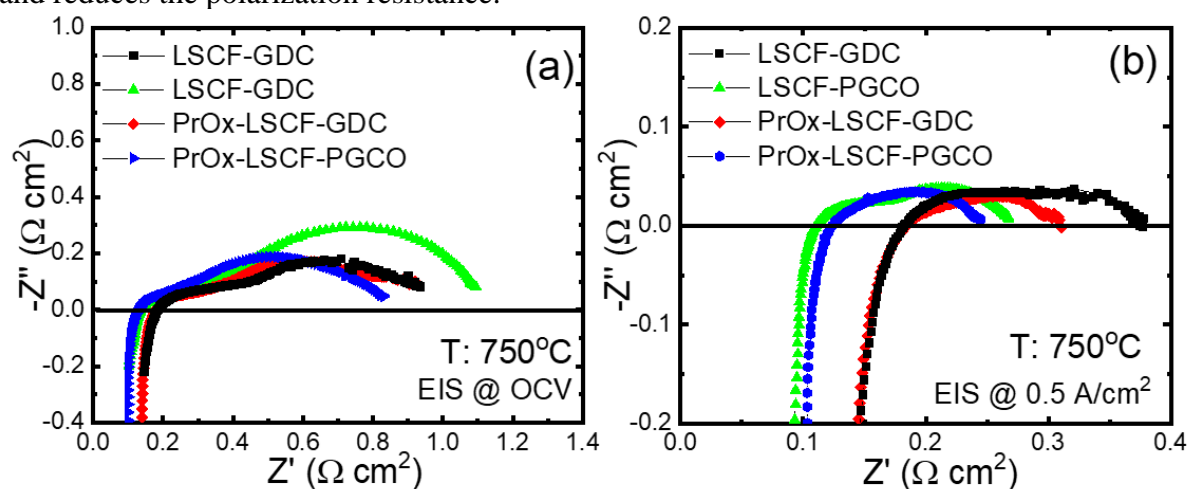 and reduces the polarization resistance.
1.0
0.8
0.6
0.4
0.2
0.0
-0.2
-0.4
-Z" (Ω cm²)
LSCF-GDC
LSCF-GDC
PrOx-LSCF-GDC
PrOx-LSCF-PGCO
(a)
T: 750°C
EIS @ OCV
0.0 0.2 0.4 0.6 0.8 1.0 1.2 1.4
Z' (Ω cm²)
0.2
0.1
0.0
-0.1
-0.2
-Z" (Ω cm²)
LSCF-GDC
LSCF-PGCO
PrOx-LSCF-GDC
PrOx-LSCF-PGCO
(b)
T: 750°C
EIS @ 0.5 A/cm²
0.0 0.1 0.2 0.3 0.4
Z' (Ω cm²)